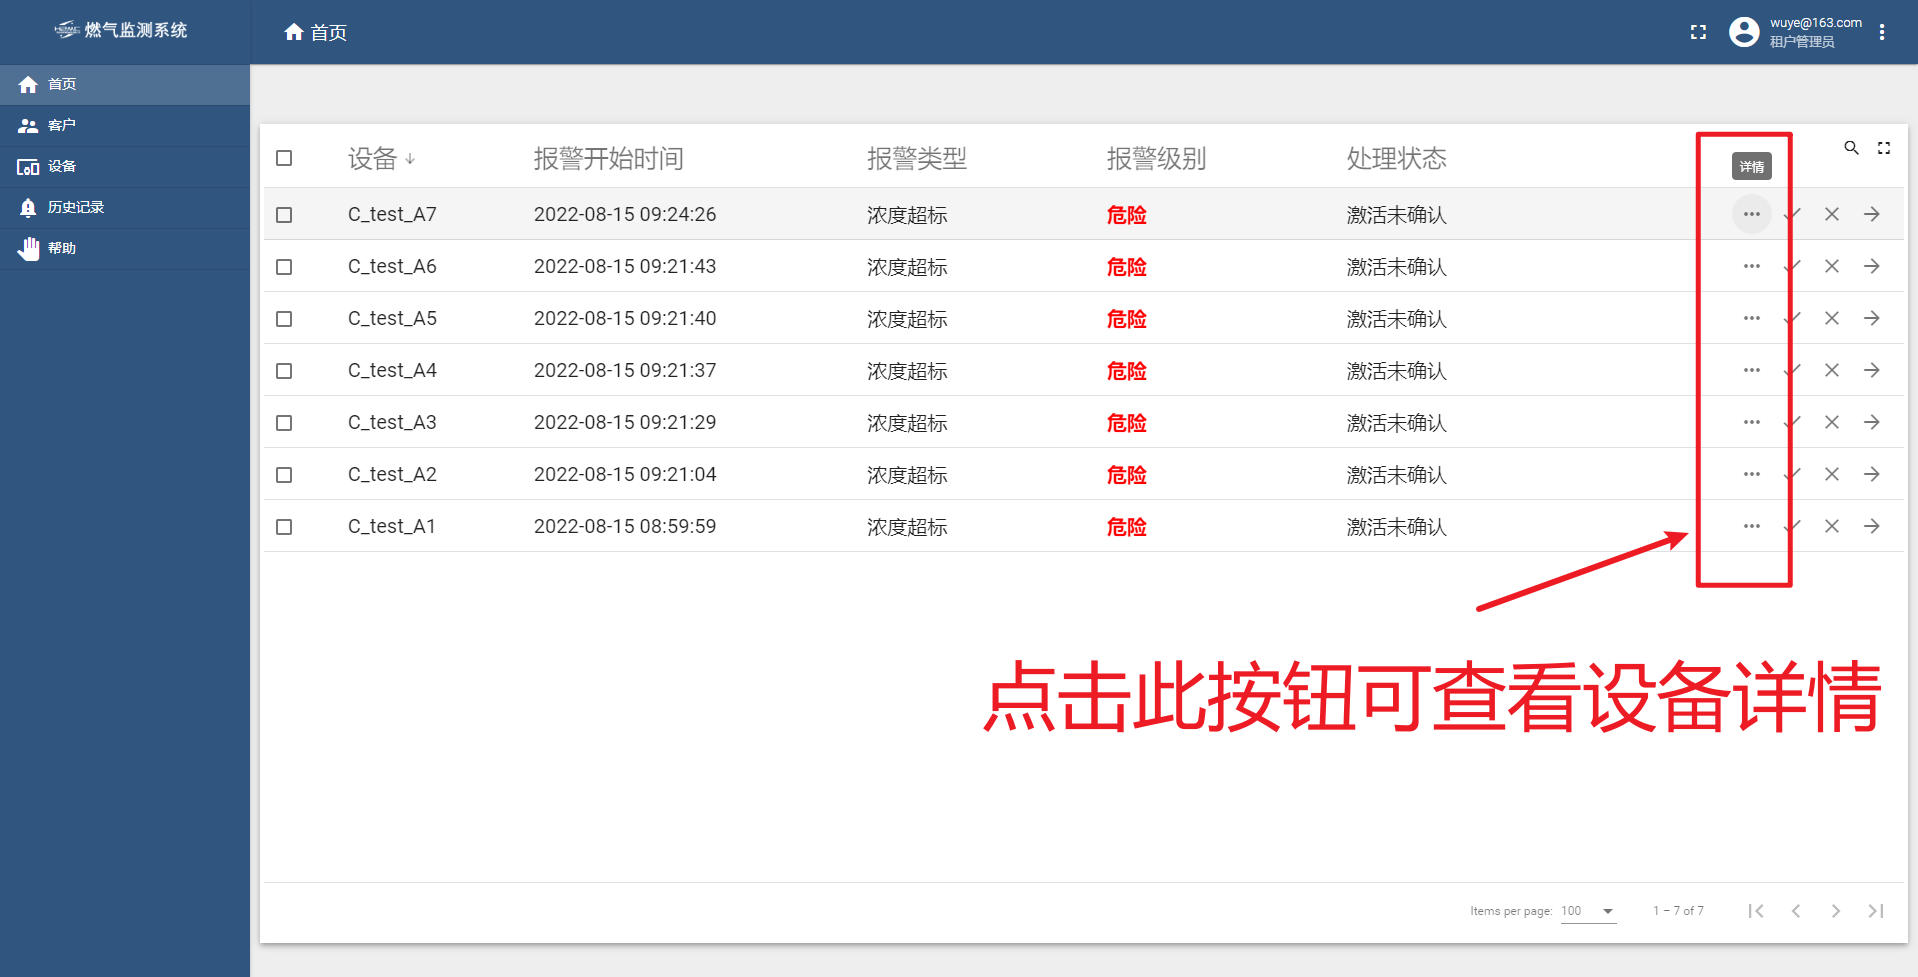 燃气监测系统
首页
wuye@163.com
租户管理员
首页
客户
设备
历史记录
帮助
设备 报警开始时间 报警类型 报警级别 处理状态
详情
C_test_A7 2022-08-15 09:24:26 浓度超标 危险 激活未确认
C_test_A6 2022-08-15 09:21:43 浓度超标 危险 激活未确认
C_test_A5 2022-08-15 09:21:40 浓度超标 危险 激活未确认
C_test_A4 2022-08-15 09:21:37 浓度超标 危险 激活未确认
C_test_A3 2022-08-15 09:21:29 浓度超标 危险 激活未确认
C_test_A2 2022-08-15 09:21:04 浓度超标 危险 激活未确认
C_test_A1 2022-08-15 08:59:59 浓度超标 危险 激活未确认
点击此按钮可查看设备详情
Items per page: 100 1 – 7 of 7